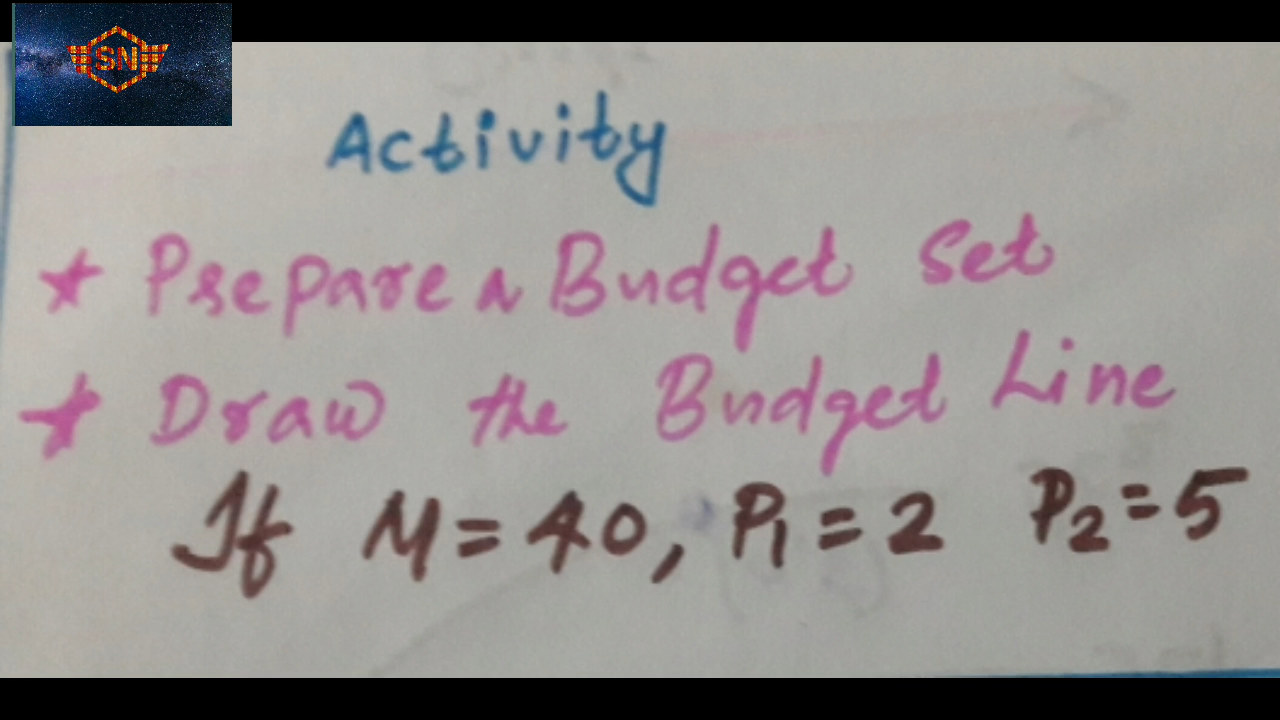 SN
Activity
★ Prepare a Budget Set
★ Draw the Budget Line
If M = 40, P₁ = 2 P₂ = 5